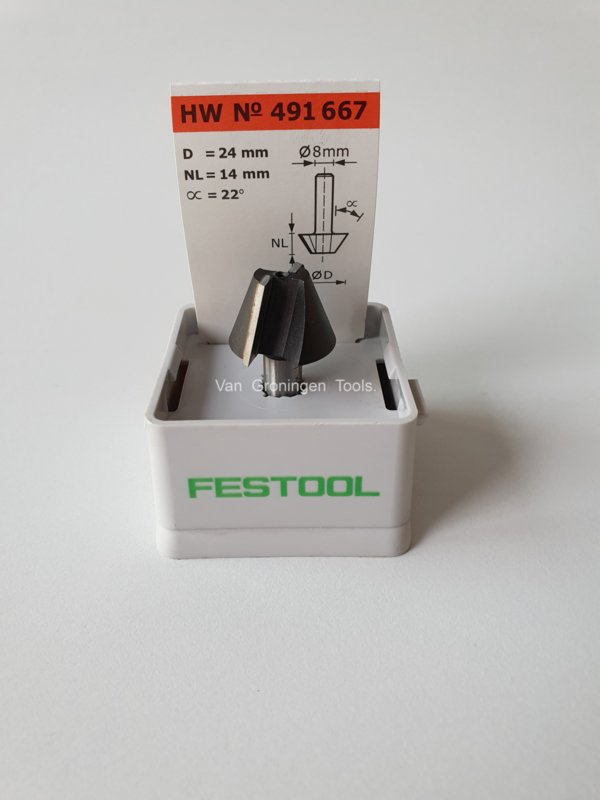 HW Nº 491 667
D = 24 mm
NL = 14 mm
∝ = 22°
Ø8mm
∝
NL
ØD
Van Groningen Tools.
FESTOOL